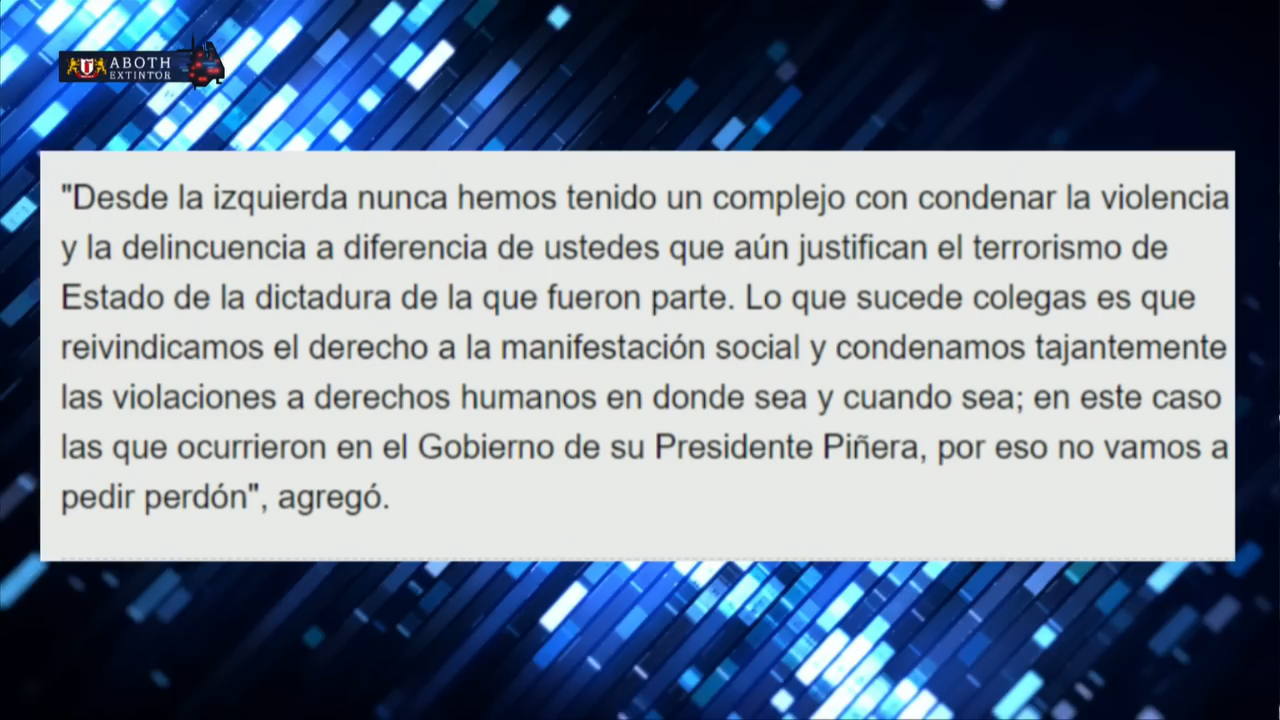 ABOTH
EXTINTOR
"Desde la izquierda nunca hemos tenido un complejo con condenar la violencia
y la delincuencia a diferencia de ustedes que aún justifican el terrorismo de
Estado de la dictadura de la que fueron parte. Lo que sucede colegas es que
reivindicamos el derecho a la manifestación social y condenamos tajantemente
las violaciones a derechos humanos en donde sea y cuando sea; en este caso
las que ocurrieron en el Gobierno de su Presidente Piñera, por eso no vamos a
pedir perdón", agregó.